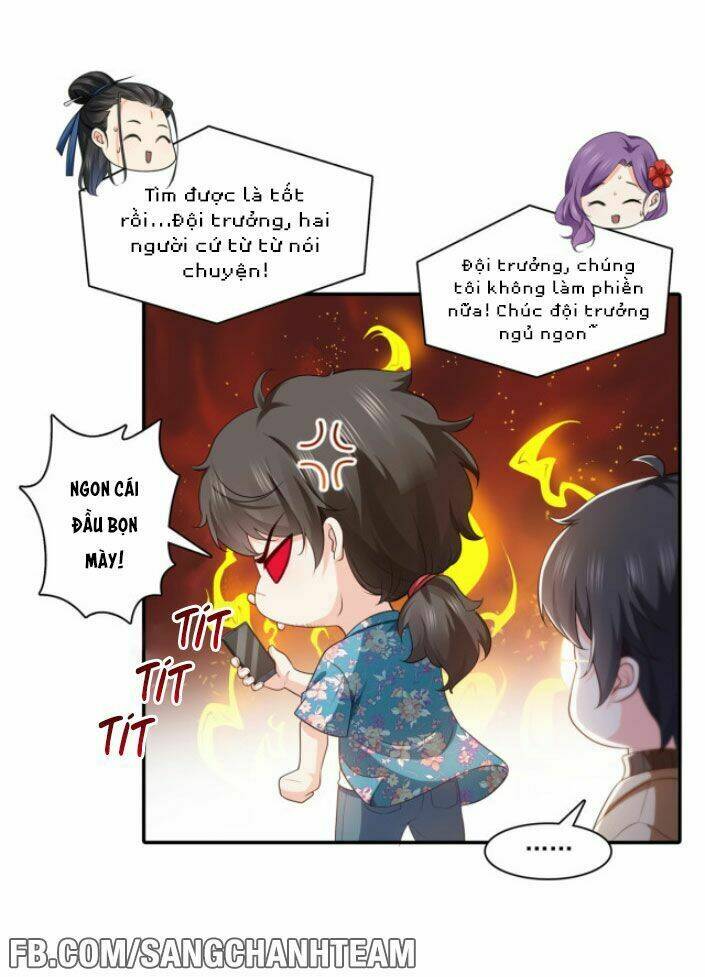 Tìm được là tốt
rồi...Đội trưởng, hai
người cứ từ từ nói
chuyện!
Đội trưởng, chúng
tôi không làm phiền
nữa! Chúc đội trưởng
ngủ ngon~
NGON CÁI
ĐẦU BỌN
MÀY!
TÍT
TÍT
TÍT
......
FB.COM/SANGCHANHTEAM